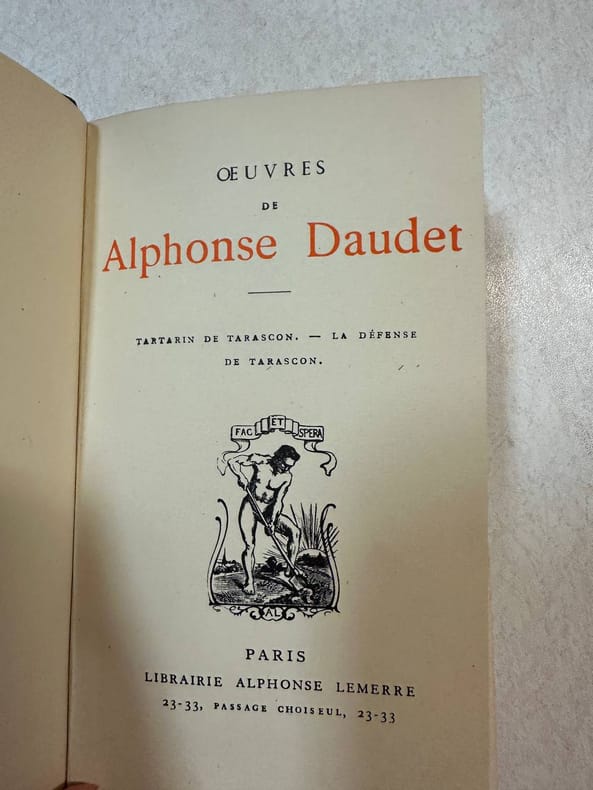 ŒUVRES
DE
Alphonse Daudet
TARTARIN DE TARASCON. — LA DÉFENSE
DE TARASCON.
FAC ET SPERA
AL
PARIS
LIBRAIRIE ALPHONSE LEMERRE
23-33, PASSAGE CHOISEUL, 23-33